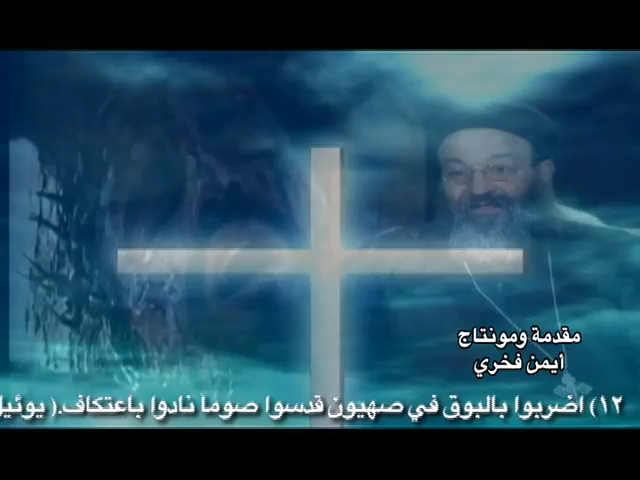 مقدمة ومونتاج
أيمن فخري
١٢) اضربوا بالبوق في صهيون قدسوا صوما نادوا باعتكاف.( يوئيل